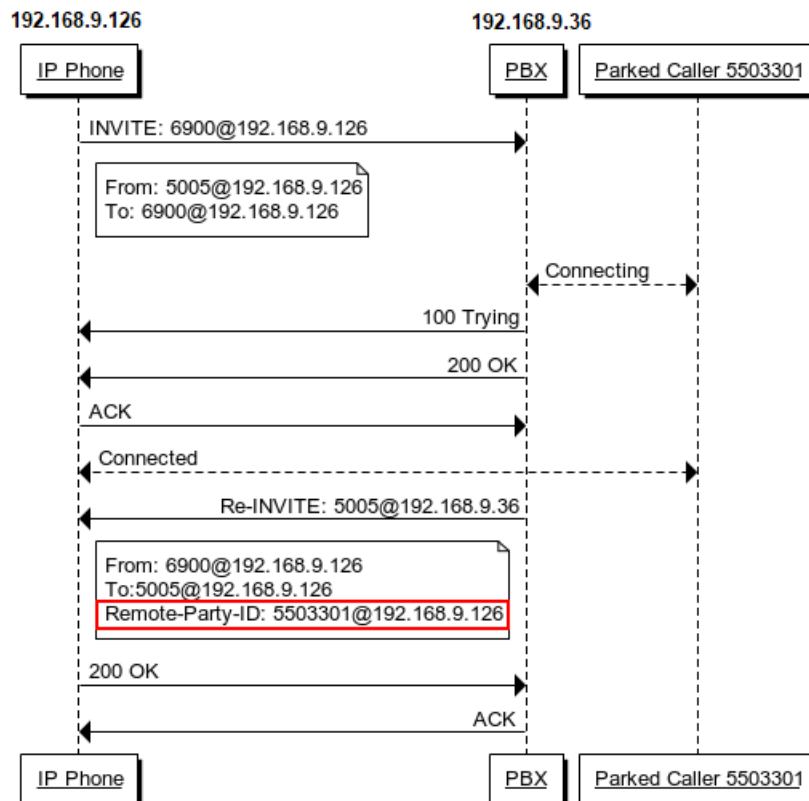 192.168.9.126
192.168.9.36
IP Phone
PBX
Parked Caller 5503301
INVITE: 6900@192.168.9.126
From: 5005@192.168.9.126
To: 6900@192.168.9.126
Connecting
100 Trying
200 OK
ACK
Connected
Re-INVITE: 5005@192.168.9.36
From: 6900@192.168.9.126
To:5005@192.168.9.126
Remote-Party-ID: 5503301@192.168.9.126
200 OK
ACK
IP Phone
PBX
Parked Caller 5503301